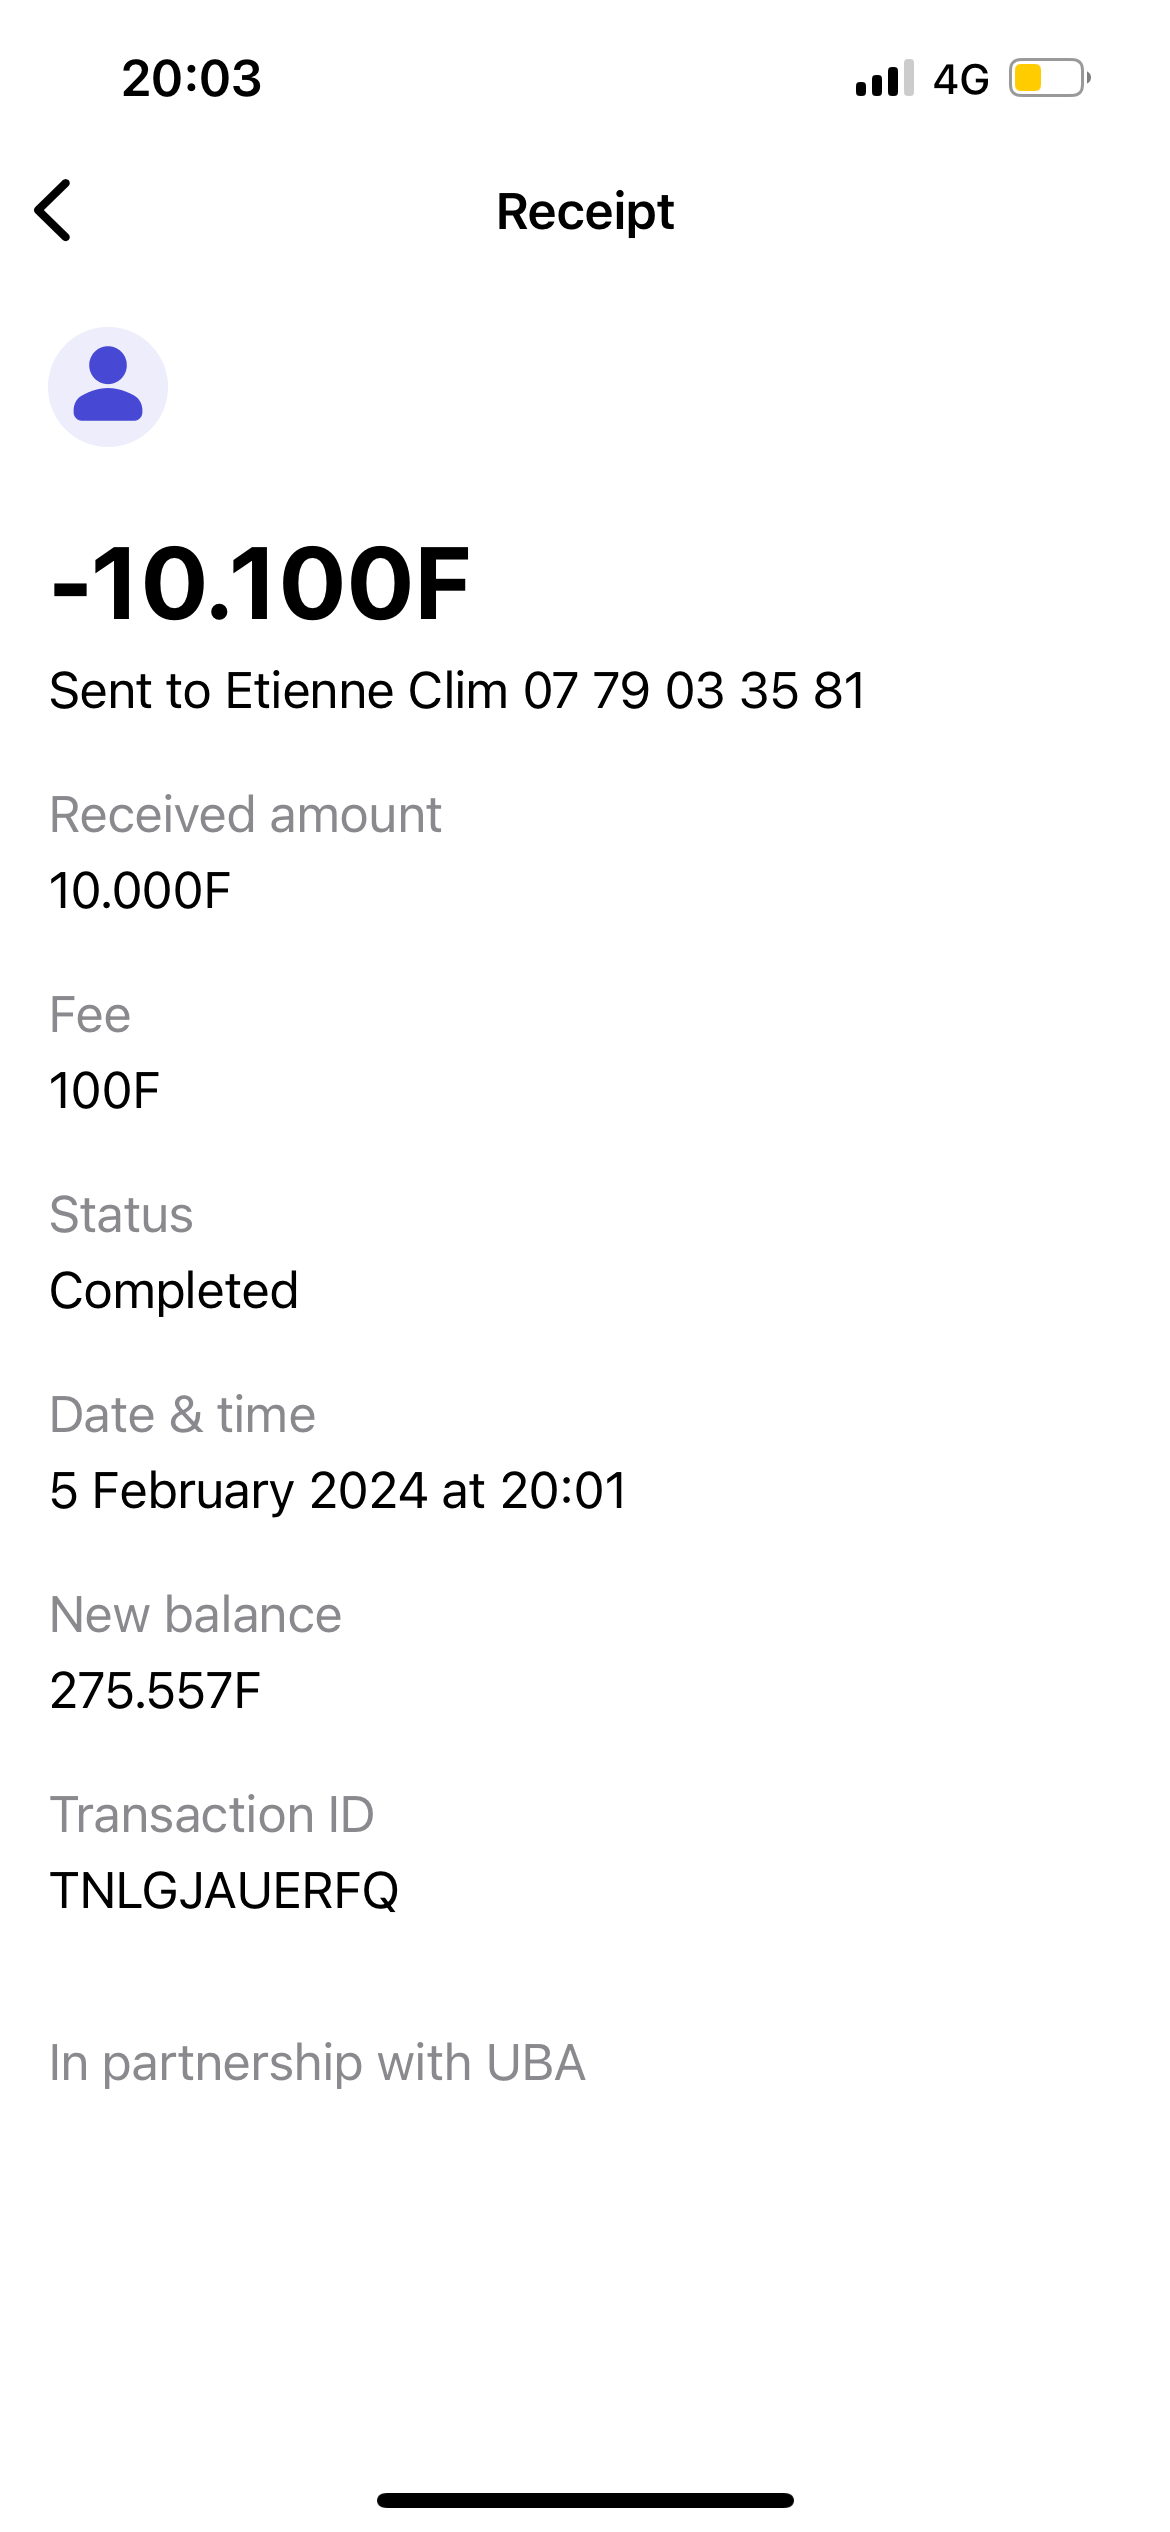 20:03
4G
Receipt
-10.100F
Sent to Etienne Clim 07 79 03 35 81
Received amount
10.000F
Fee
100F
Status
Completed
Date & time
5 February 2024 at 20:01
New balance
275.557F
Transaction ID
TNLGJAUERFQ
In partnership with UBA